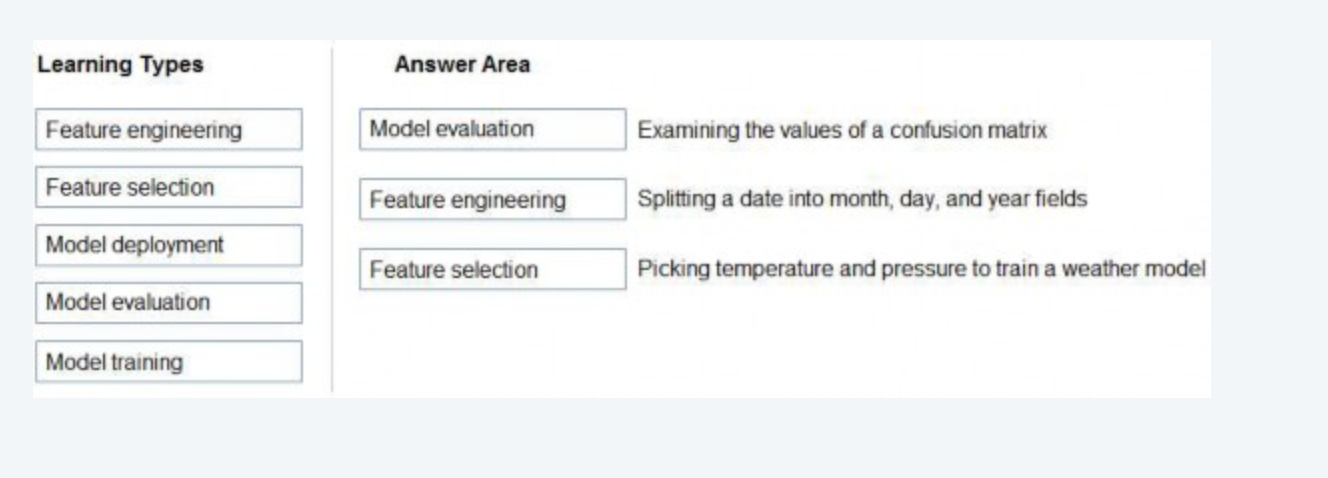 Learning Types
Feature engineering
Feature selection
Model deployment
Model evaluation
Model training
Answer Area
Model evaluation Examining the values of a confusion matrix
Feature engineering Splitting a date into month, day, and year fields
Feature selection Picking temperature and pressure to train a weather model